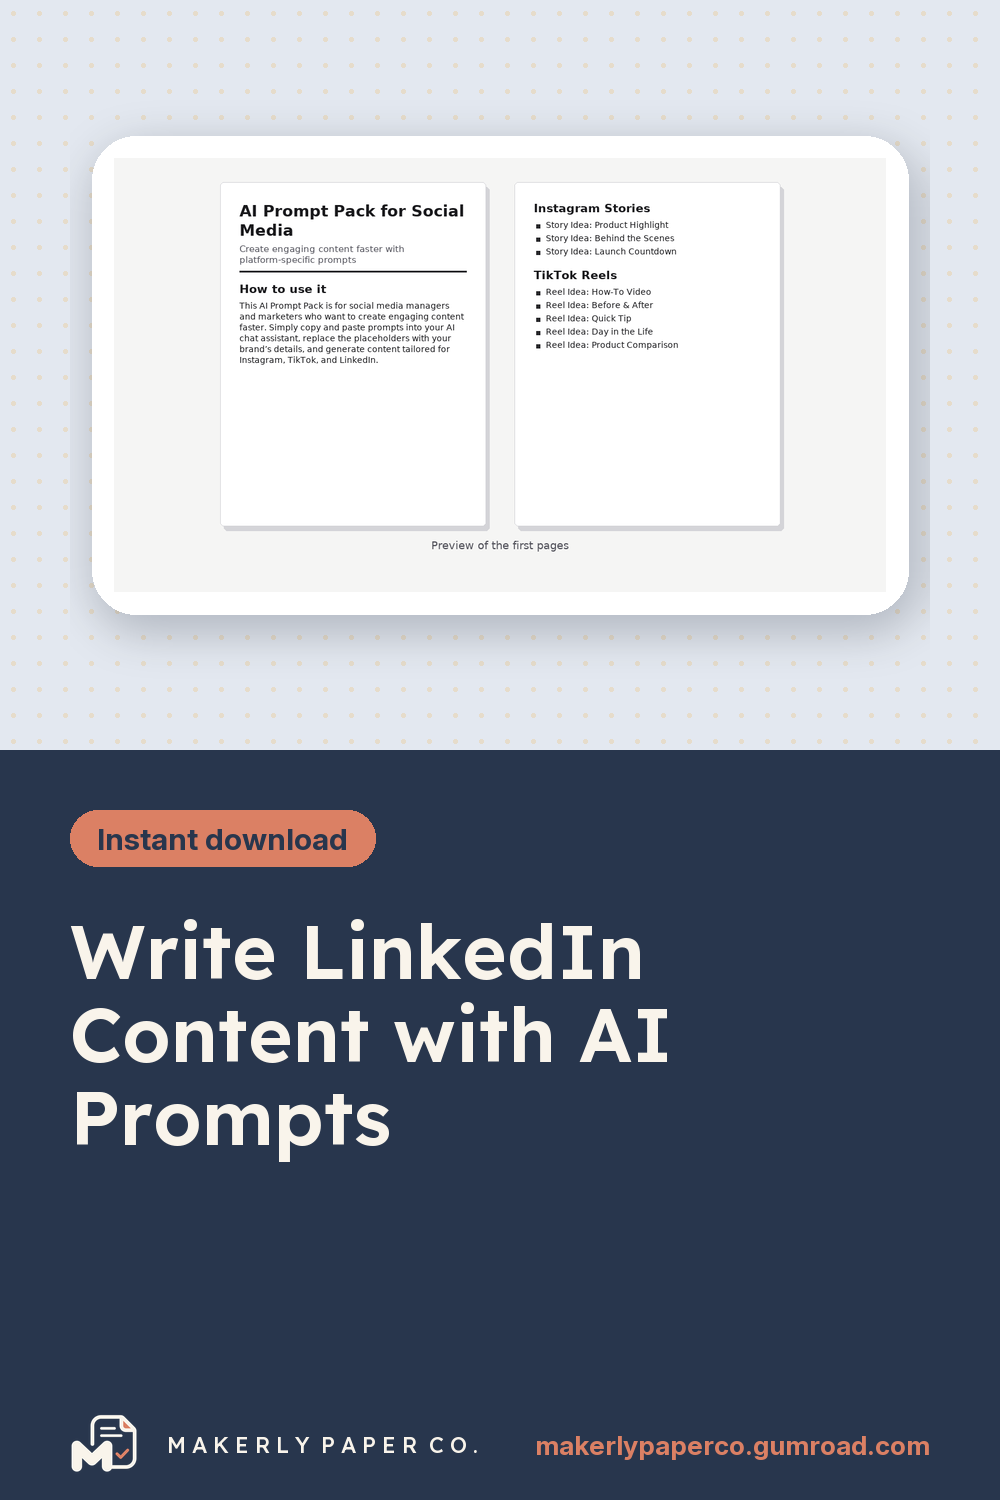 AI Prompt Pack for Social
Media
Create engaging content faster with
platform-specific prompts
How to use it
This AI Prompt Pack is for social media managers
and marketers who want to create engaging content
faster. Simply copy and paste prompts into your AI
chat assistant, replace the placeholders with your
brand's details, and generate content tailored for
Instagram, TikTok, and LinkedIn.
Instagram Stories
▪ Story Idea: Product Highlight
▪ Story Idea: Behind the Scenes
▪ Story Idea: Launch Countdown
TikTok Reels
▪ Reel Idea: How-To Video
▪ Reel Idea: Before & After
▪ Reel Idea: Quick Tip
▪ Reel Idea: Day in the Life
▪ Reel Idea: Product Comparison
Preview of the first pages
Instant download
Write LinkedIn
Content with AI
Prompts
MAKERLY PAPER CO.
makerlypaperco.gumroad.com